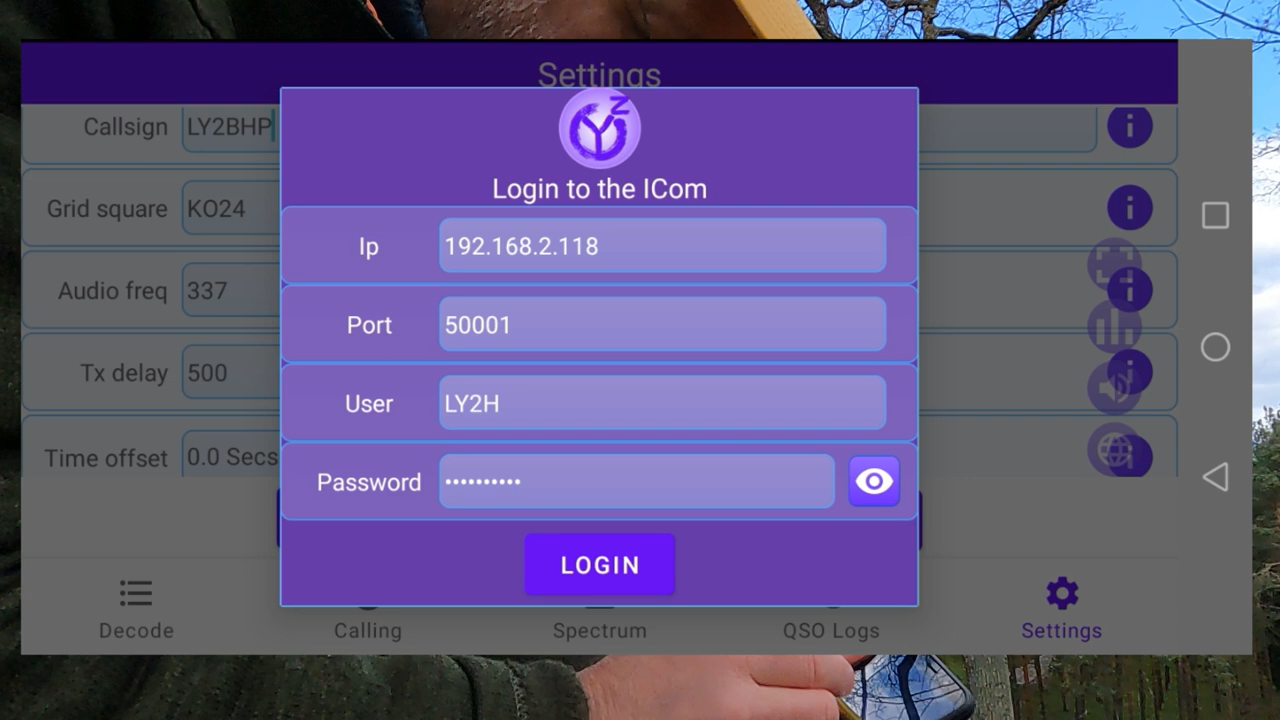 Settings
Callsign LY2BHP
Login to the ICom
Grid square KO24
Ip 192.168.2.118
Audio freq 337
Port 50001
Tx delay 500
User LY2H
Time offset 0.0 Secs
Password ••••••••••
LOGIN
Decode Calling Spectrum QSO Logs Settings